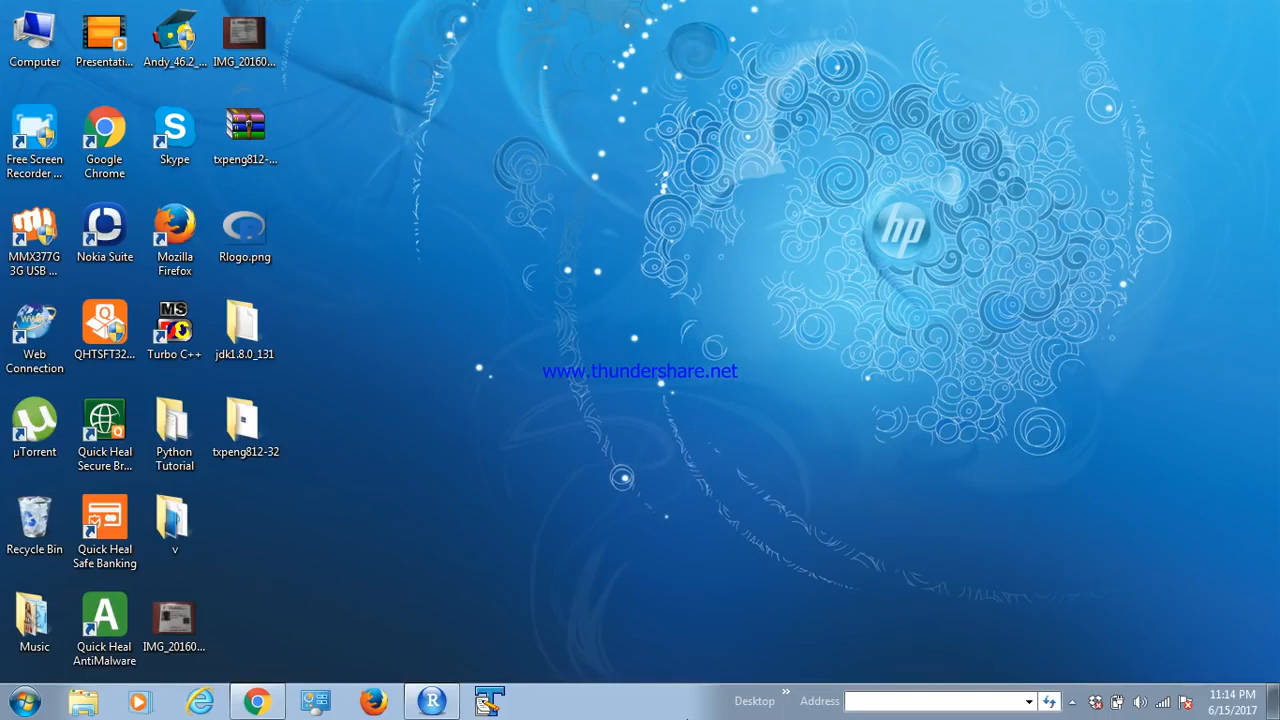 Computer
Presentati...
Andy_46.2_...
IMG_20160...
Free Screen
Recorder ...
Google
Chrome
Skype
txpeng812-...
MMX377G
3G USB ...
Nokia Suite
Mozilla
Firefox
Rlogo.png
Web
Connection
QHTSFT32...
MS
Turbo C++
jdk1.8.0_131
µTorrent
Quick Heal
Secure Br...
Python
Tutorial
txpeng812-32
Recycle Bin
Quick Heal
Safe Banking
v
Music
Quick Heal
AntiMalware
IMG_20160...
hp
www.thundershare.net
Desktop
»
Address
11:14 PM
6/15/2017